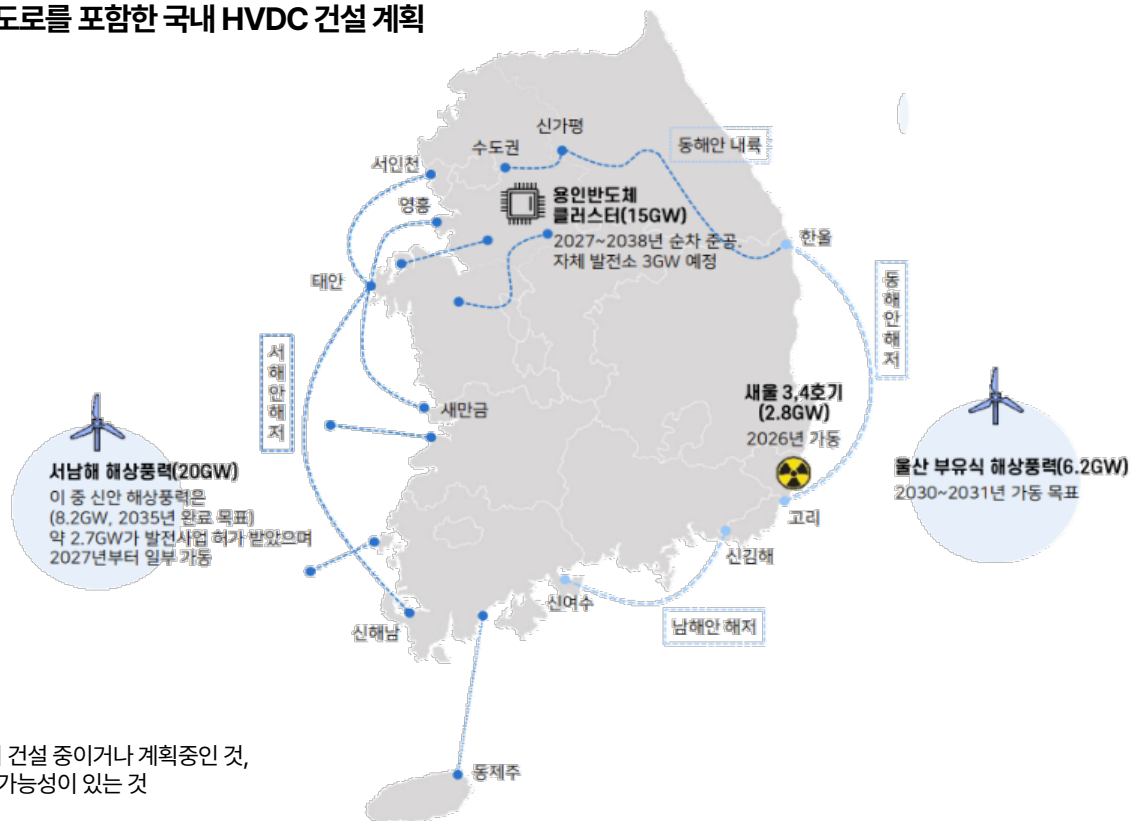 도로를 포함한 국내 HVDC 건설 계획
신가평
수도권
동해안 내륙
서인천
용인반도체
클러스터(15GW)
2027~2038년 순차 준공.
자체 발전소 3GW 예정
영흥
한울
태안
동해안해저
서해안해저
새만금
새울 3,4호기
(2.8GW)
2026년 가동
서남해 해상풍력(20GW)
이 중 신안 해상풍력은
(8.2GW, 2035년 완료 목표)
약 2.7GW가 발전사업 허가 받았으며
2027년부터 일부 가동
울산 부유식 해상풍력(6.2GW)
2030~2031년 가동 목표
고리
신김해
신여수
신해남
남해안 해저
건설 중이거나 계획중인 것,
가능성이 있는 것
동제주